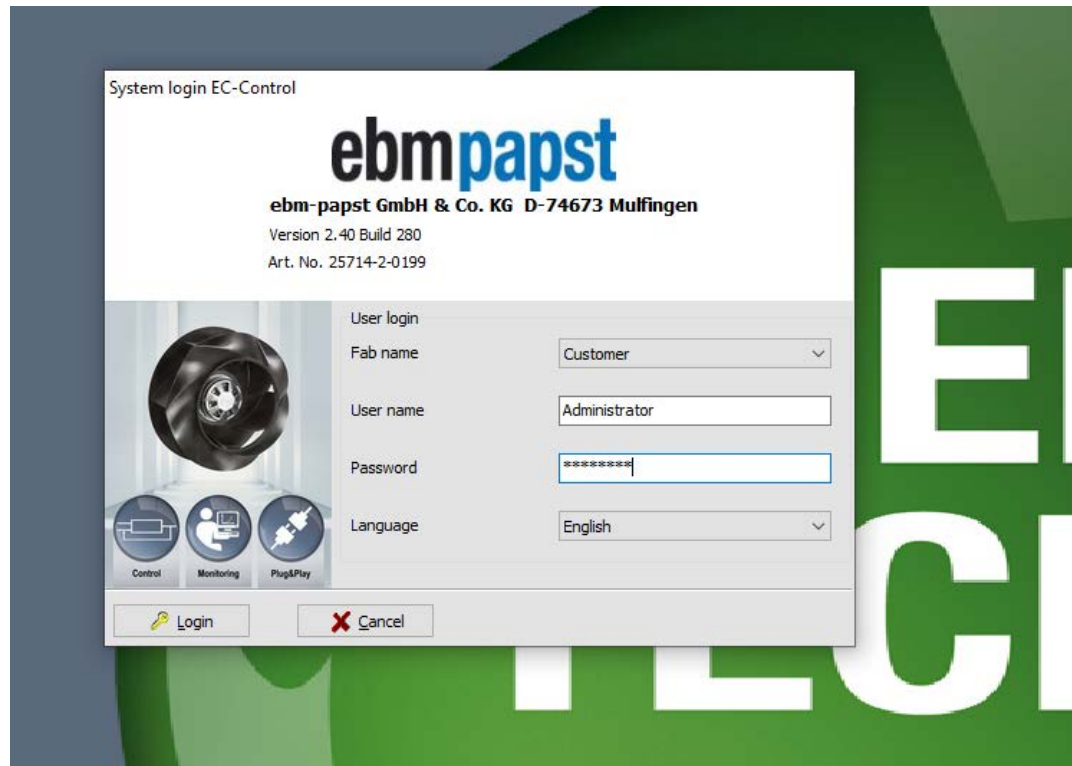 System login EC-Control
ebmpapst
ebm-papst GmbH & Co. KG D-74673 Mulfingen
Version 2.40 Build 280
Art. No. 25714-2-0199
User login
Fab name Customer
User name Administrator
Password ********
Language English
Control Monitoring Plug&Play
Login Cancel
E
TEC